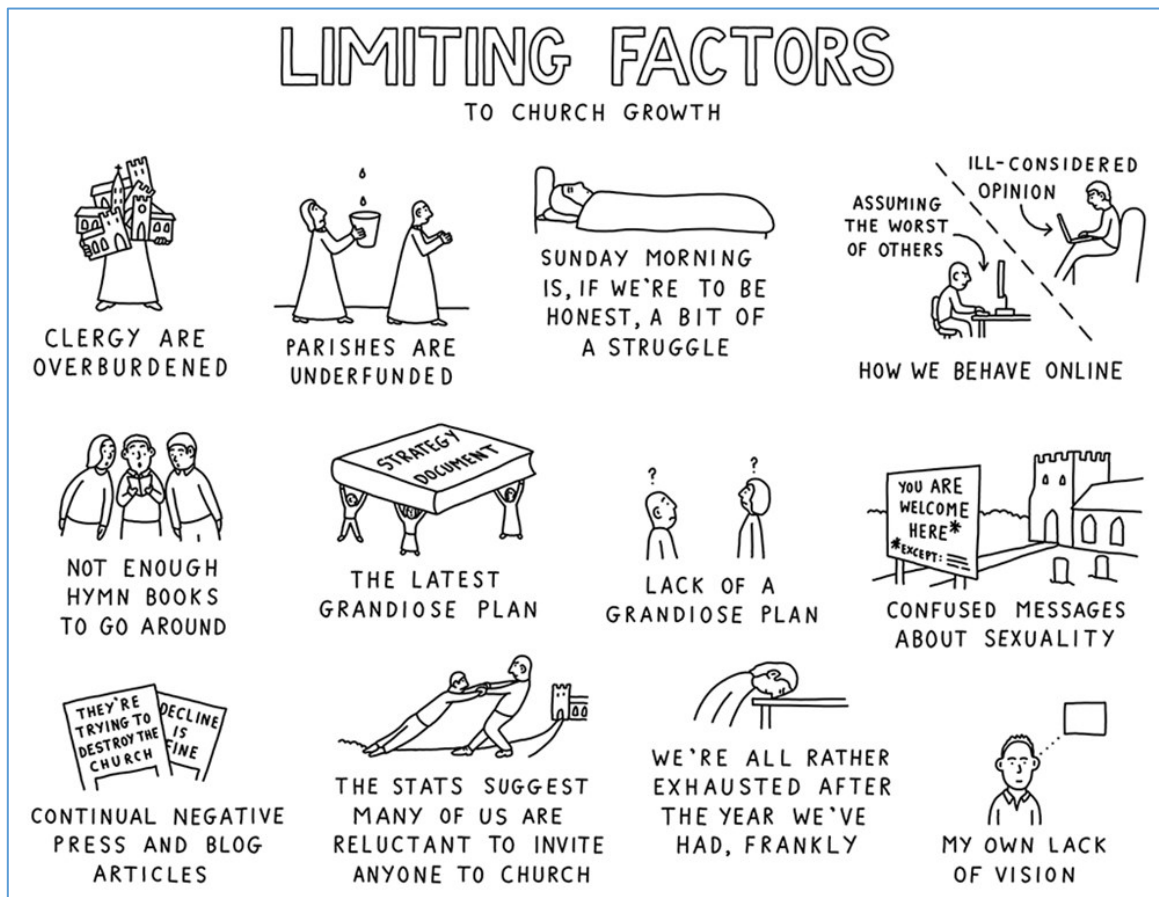 LIMITING FACTORS
TO CHURCH GROWTH
CLERGY ARE
OVERBURDENED
PARISHES ARE
UNDERFUNDED
SUNDAY MORNING
IS, IF WE'RE TO BE
HONEST, A BIT OF
A STRUGGLE
ILL-CONSIDERED
OPINION
ASSUMING
THE WORST
OF OTHERS
HOW WE BEHAVE ONLINE
NOT ENOUGH
HYMN BOOKS
TO GO AROUND
STRATEGY
DOCUMENT
THE LATEST
GRANDIOSE PLAN
?
?
LACK OF A
GRANDIOSE PLAN
YOU ARE
WELCOME
HERE*
*EXCEPT:
CONFUSED MESSAGES
ABOUT SEXUALITY
THEY'RE
TRYING TO
DESTROY THE
CHURCH
DECLINE
IS
FINE
CONTINUAL NEGATIVE
PRESS AND BLOG
ARTICLES
THE STATS SUGGEST
MANY OF US ARE
RELUCTANT TO INVITE
ANYONE TO CHURCH
WE'RE ALL RATHER
EXHAUSTED AFTER
THE YEAR WE'VE
HAD, FRANKLY
MY OWN LACK
OF VISION